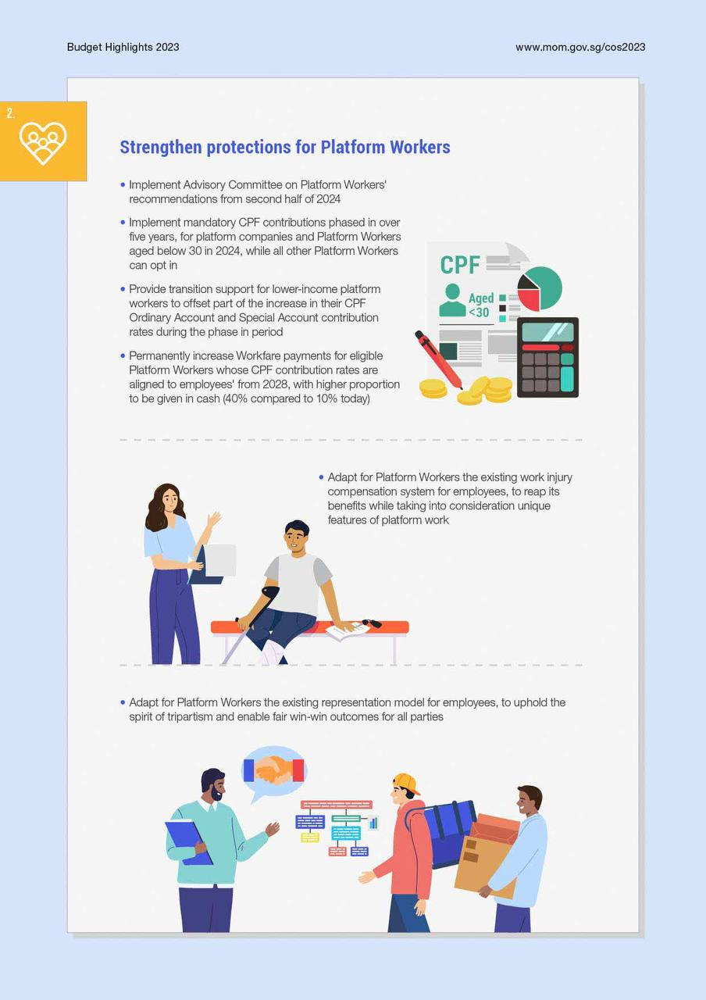 Budget Highlights 2023
www.mom.gov.sg/cos2023
2.
Strengthen protections for Platform Workers
• Implement Advisory Committee on Platform Workers'
recommendations from second half of 2024
• Implement mandatory CPF contributions phased in over
five years, for platform companies and Platform Workers
aged below 30 in 2024, while all other Platform Workers
can opt in
• Provide transition support for lower-income platform
workers to offset part of the increase in their CPF
Ordinary Account and Special Account contribution
rates during the phase in period
• Permanently increase Workfare payments for eligible
Platform Workers whose CPF contribution rates are
aligned to employees' from 2028, with higher proportion
to be given in cash (40% compared to 10% today)
CPF
Aged
<30
• Adapt for Platform Workers the existing work injury
compensation system for employees, to reap its
benefits while taking into consideration unique
features of platform work
• Adapt for Platform Workers the existing representation model for employees, to uphold the
spirit of tripartism and enable fair win-win outcomes for all parties